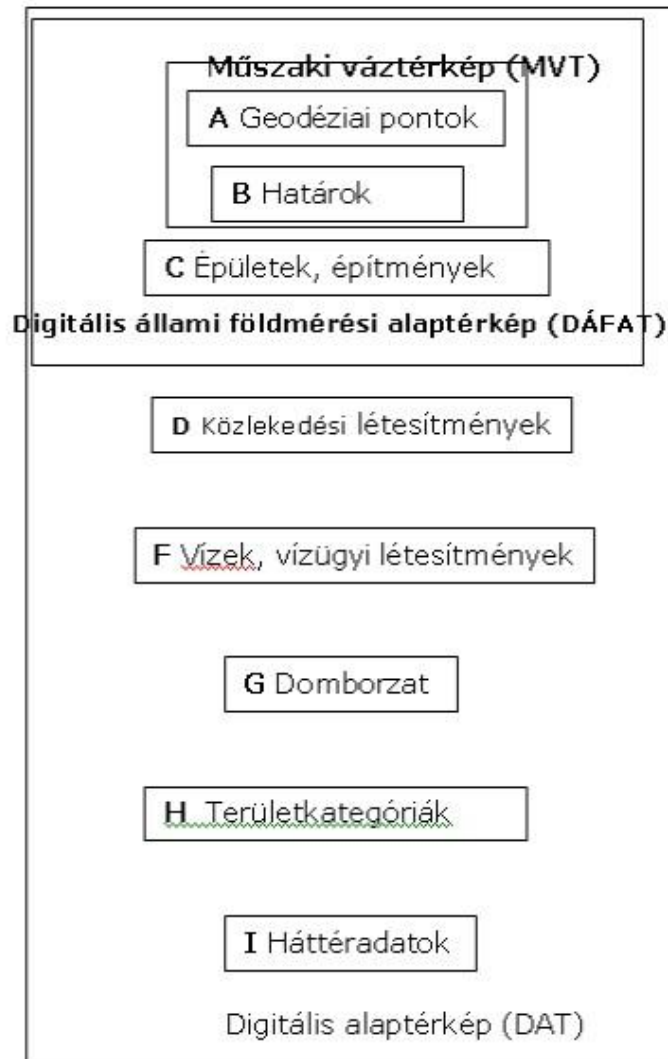 Műszaki váztérkép (MVT)
A Geodéziai pontok
B Határok
C Épületek, építmények
Digitális állami földmérési alaptérkép (DÁFAT)
D Közlekedési létesítmények
F Vízek, vízügyi létesítmények
G Domborzat
H Területkategóriák
I Háttéradatok
Digitális alaptérkép (DAT)